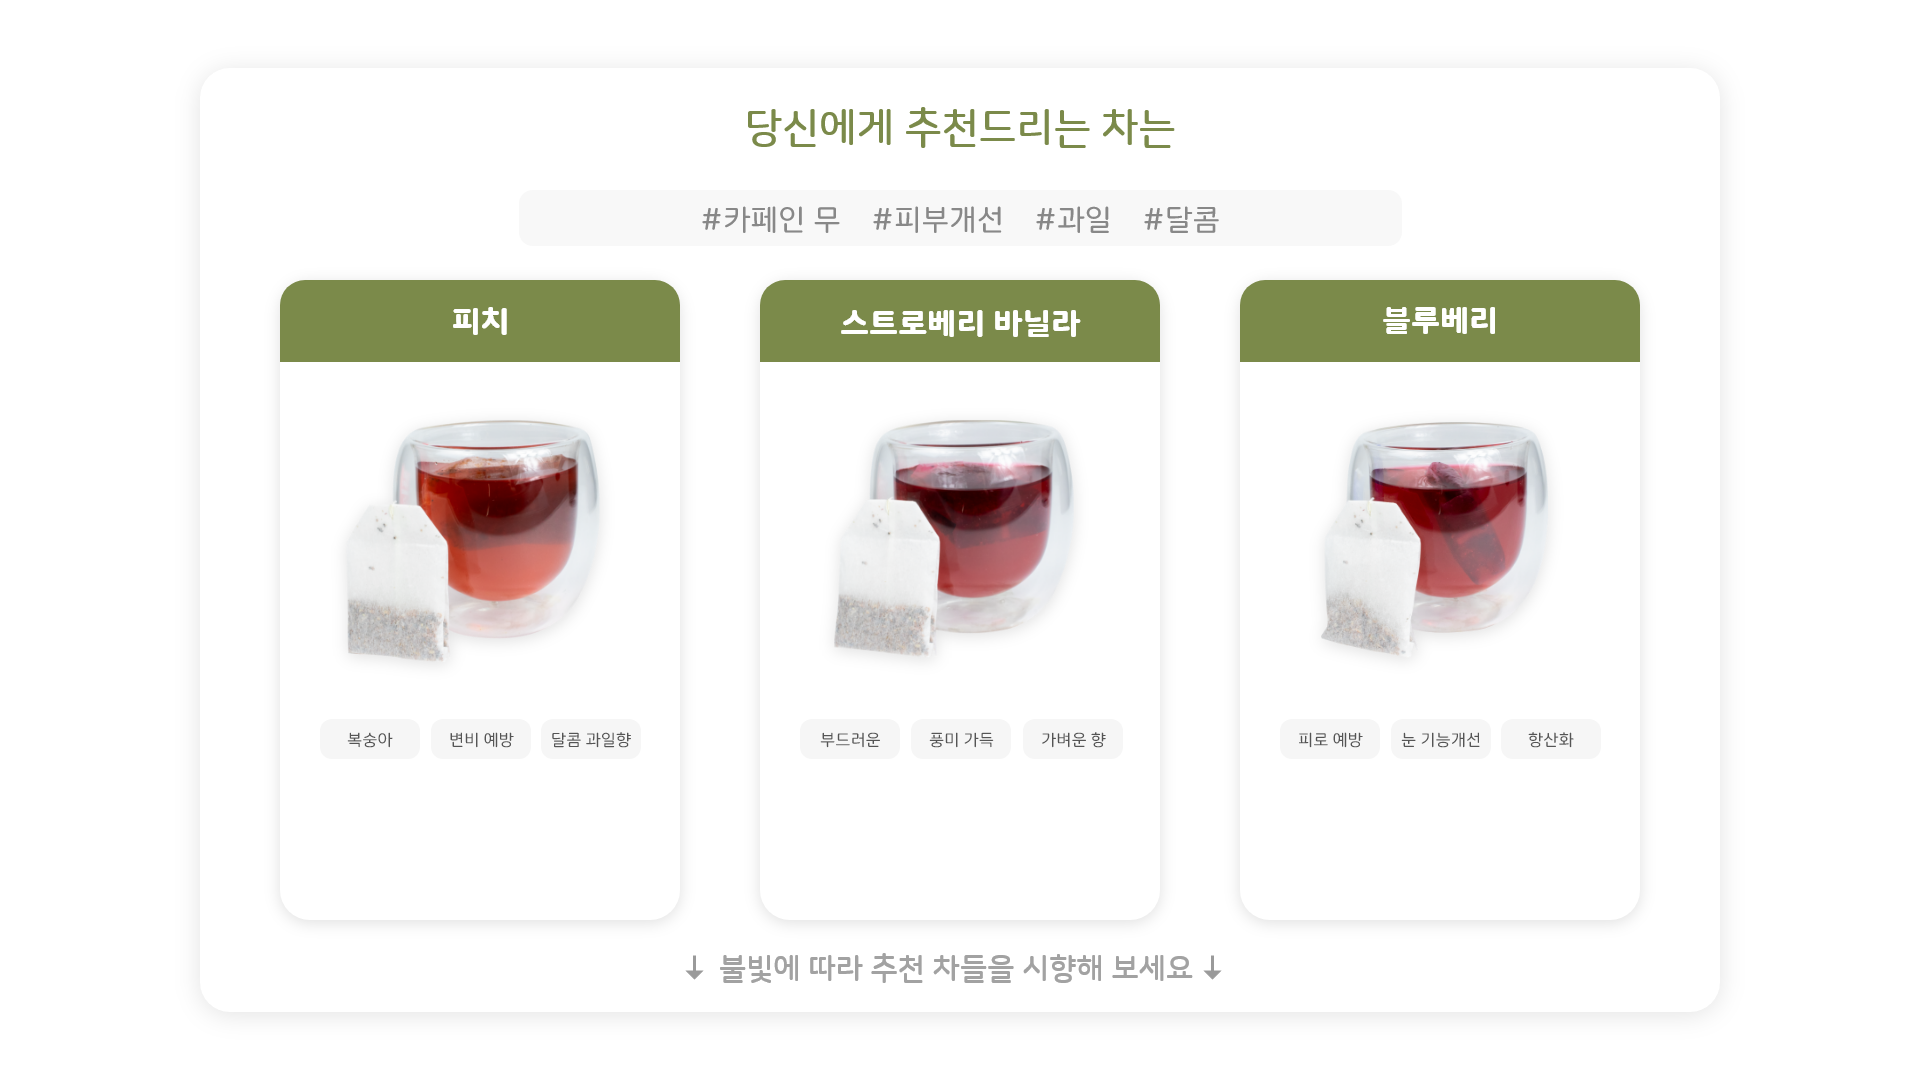 당신에게 추천드리는 차는
#카페인 무 #피부개선 #과일 #달콤
피치
스트로베리 바닐라
블루베리
복숭아 변비 예방 달콤 과일향
부드러운 풍미 가득 가벼운 향
피로 예방 눈 기능개선 항산화
↓ 불빛에 따라 추천 차들을 시향해 보세요 ↓